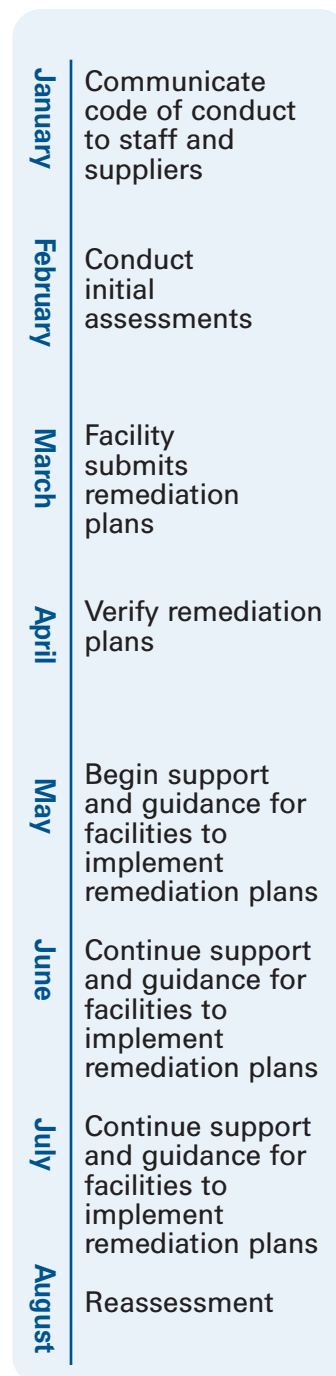 January
Communicate
code of conduct
to staff and
suppliers
February
Conduct
initial
assessments
March
Facility
submits
remediation
plans
April
Verify remediation
plans
May
Begin support
and guidance for
facilities to
implement
remediation plans
June
Continue support
and guidance for
facilities to
implement
remediation plans
July
Continue support
and guidance for
facilities to
implement
remediation plans
August
Reassessment